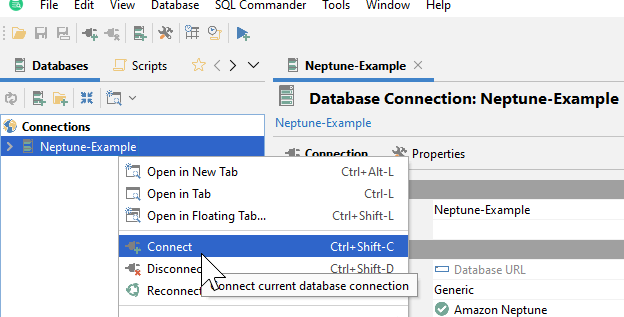 File Edit View Database SQL Commander Tools Window Help
Databases Scripts Neptune-Example
Database Connection: Neptune-Example
Neptune-Example
Connections
Neptune-Example
Connection Properties
Open in New Tab Ctrl+Alt-L
Open in Tab Ctrl-L
Open in Floating Tab... Ctrl+Shift-L
Neptune-Example
Connect Ctrl+Shift-C
Disconnec Ctrl+Shift-D
Database URL
Reconnect
onnect current database connection
Generic
Amazon Neptune